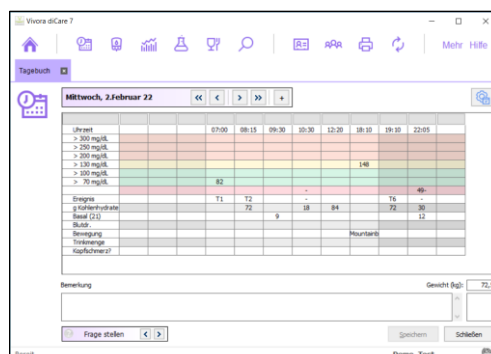 Vivora diCare 7
Mehr Hilfe
Tagebuch
Mittwoch, 2.Februar 22
Uhrzeit 07:00 08:15 09:30 10:30 12:20 18:10 19:10 22:05
> 300 mg/dL
> 250 mg/dL
> 200 mg/dL
> 130 mg/dL 148
> 100 mg/dL
> 70 mg/dL 82
- 49-
Ereignis T1 T2 - T6 -
g Kohlenhydrate 72 18 84 72 30
Basal (21) 9 12
Blutdr.
Bewegung Mountainb
Trinkmenge
Kopfschmerz?
Bemerkung Gewicht (kg): 72,
Frage stellen Speichern Schließen